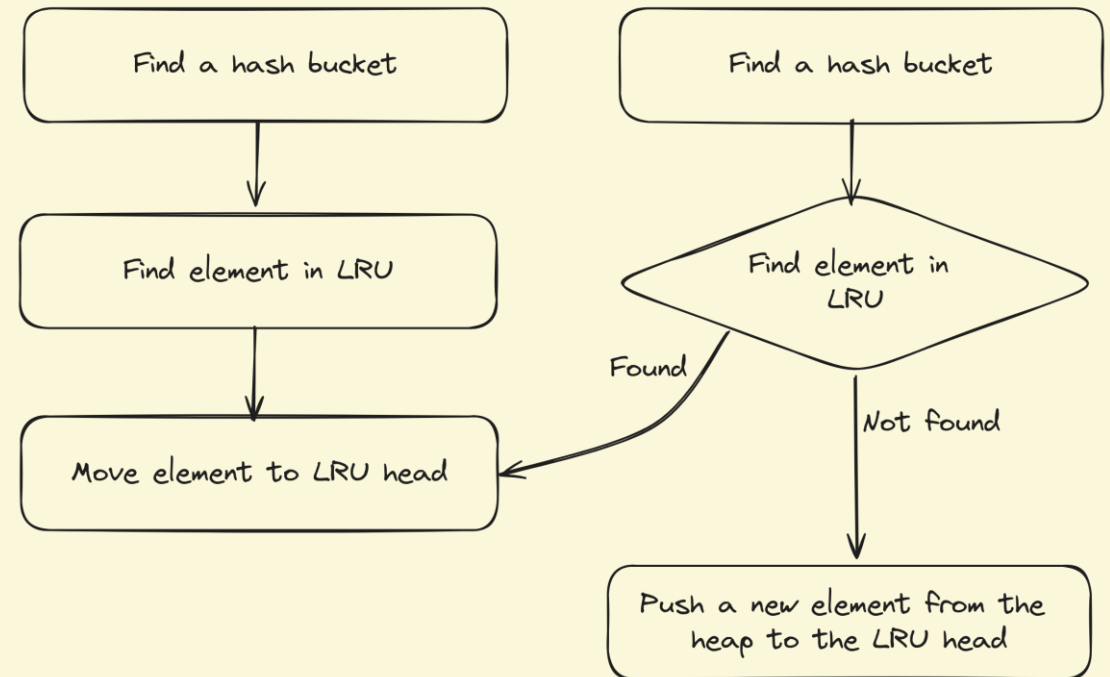 Find a hash bucket
Find a hash bucket
Find element in LRU
Find element in
LRU
Found
Not found
Move element to LRU head
Push a new element from the
heap to the LRU head